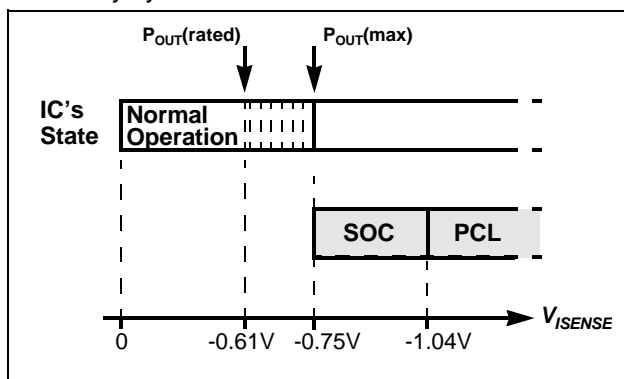 P_OUT(rated) P_OUT(max)
IC's
State
Normal
Operation
SOC PCL
V_ISENSE
0 -0.61V -0.75V -1.04V